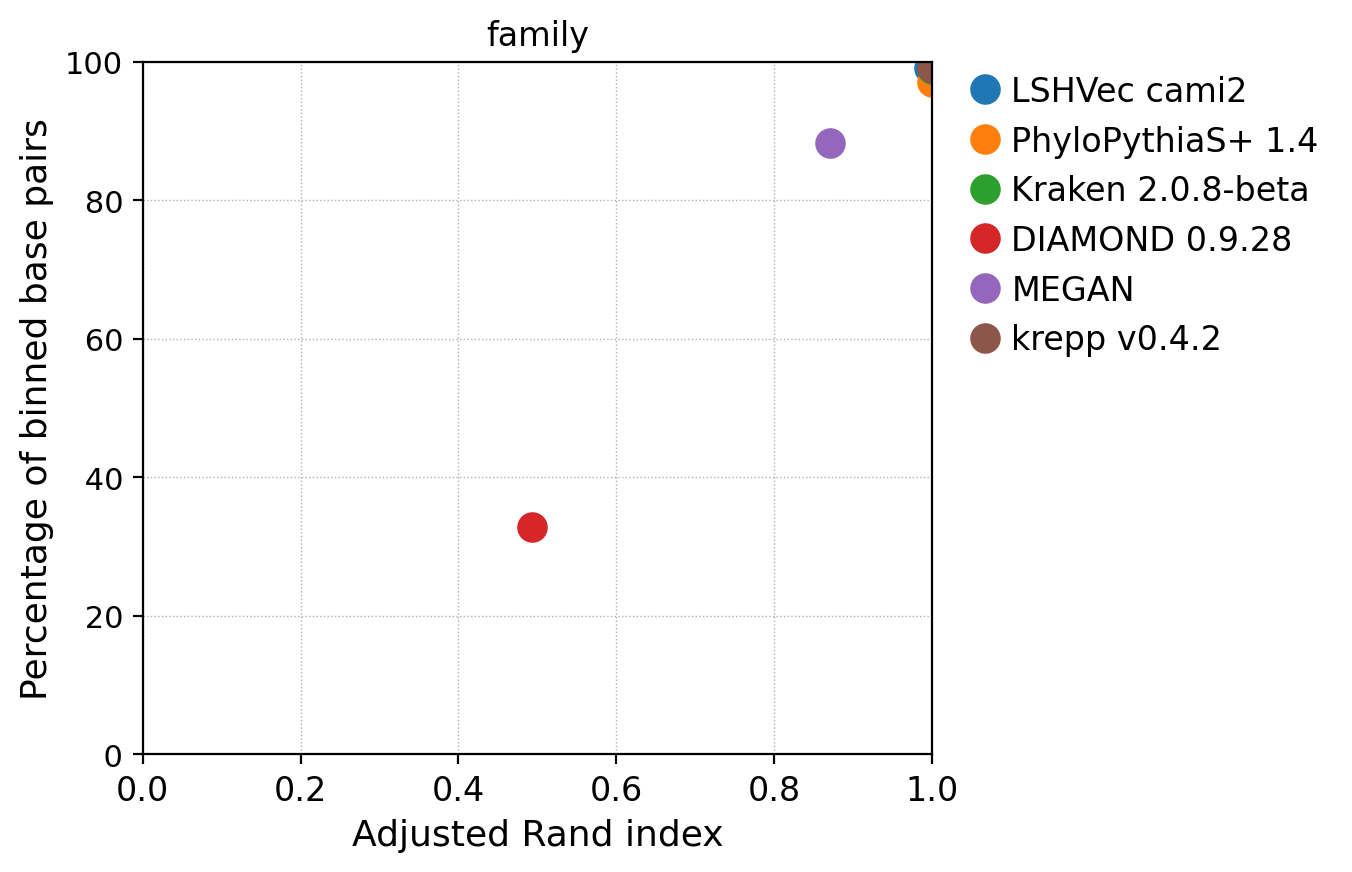 family
Percentage of binned base pairs
100
80
60
40
20
0
0.0 0.2 0.4 0.6 0.8 1.0
Adjusted Rand index
LSHVec cami2
PhyloPythiaS+ 1.4
Kraken 2.0.8-beta
DIAMOND 0.9.28
MEGAN
krepp v0.4.2